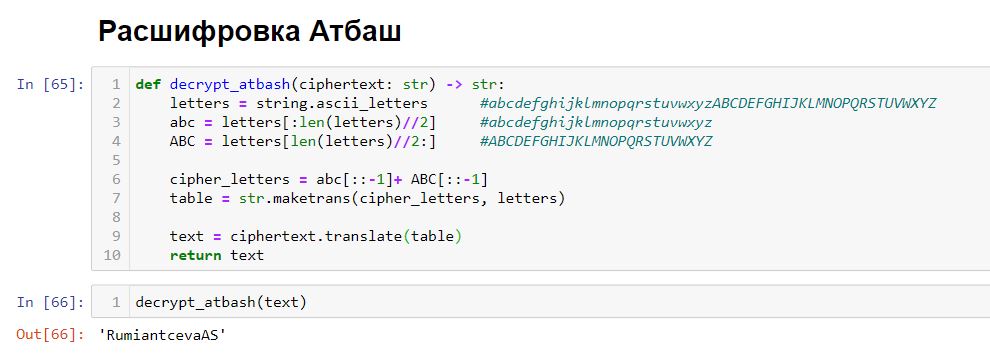 Расшифровка Атбаш
In [65]:
1 def decrypt_atbash(ciphertext: str) -> str:
2     letters = string.ascii_letters      #abcdefghijklmnopqrstuvwxyzABCDEFGHIJKLMNOPQRSTUVWXYZ
3     abc = letters[:len(letters)//2]     #abcdefghijklmnopqrstuvwxyz
4     ABC = letters[len(letters)//2:]     #ABCDEFGHIJKLMNOPQRSTUVWXYZ
5
6     cipher_letters = abc[::-1]+ ABC[::-1]
7     table = str.maketrans(cipher_letters, letters)
8
9     text = ciphertext.translate(table)
10     return text
In [66]: 1 decrypt_atbash(text)
Out[66]: 'RumiantcevaAS'